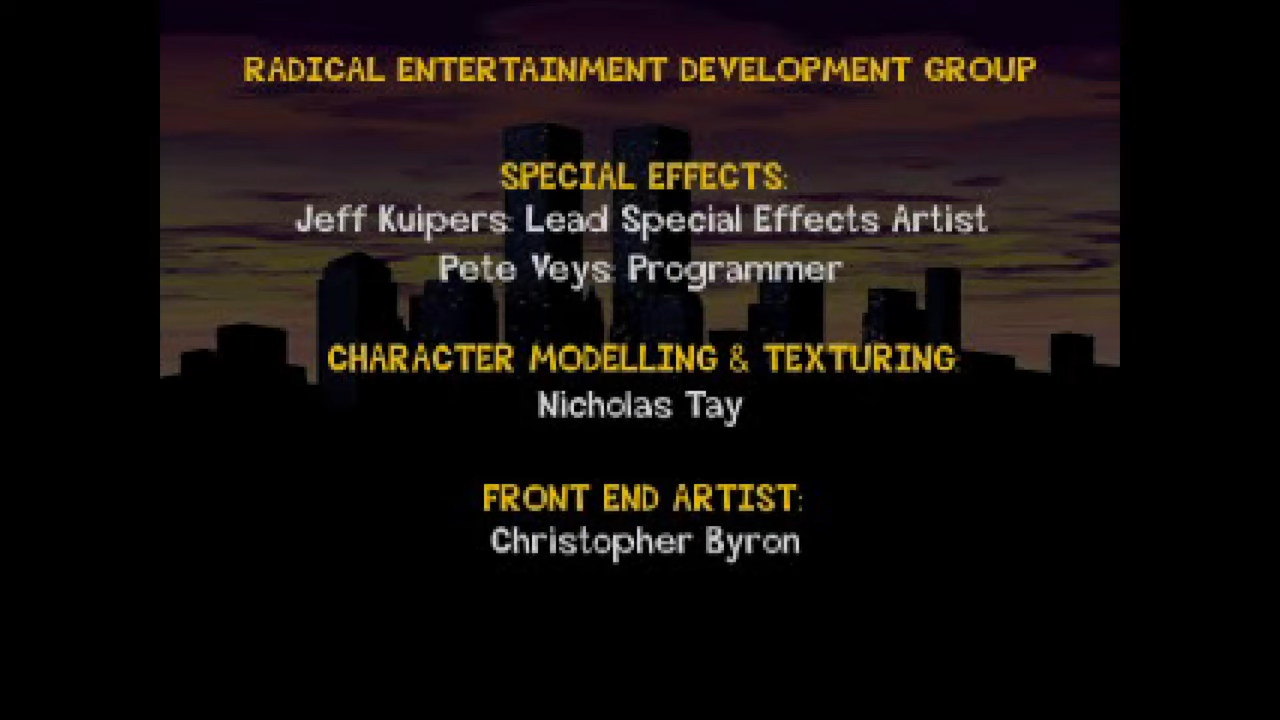 RADICAL ENTERTAINMENT DEVELOPMENT GROUP
SPECIAL EFFECTS:
Jeff Kuipers: Lead Special Effects Artist
Pete Veys: Programmer
CHARACTER MODELLING & TEXTURING:
Nicholas Tay
FRONT END ARTIST:
Christopher Byron